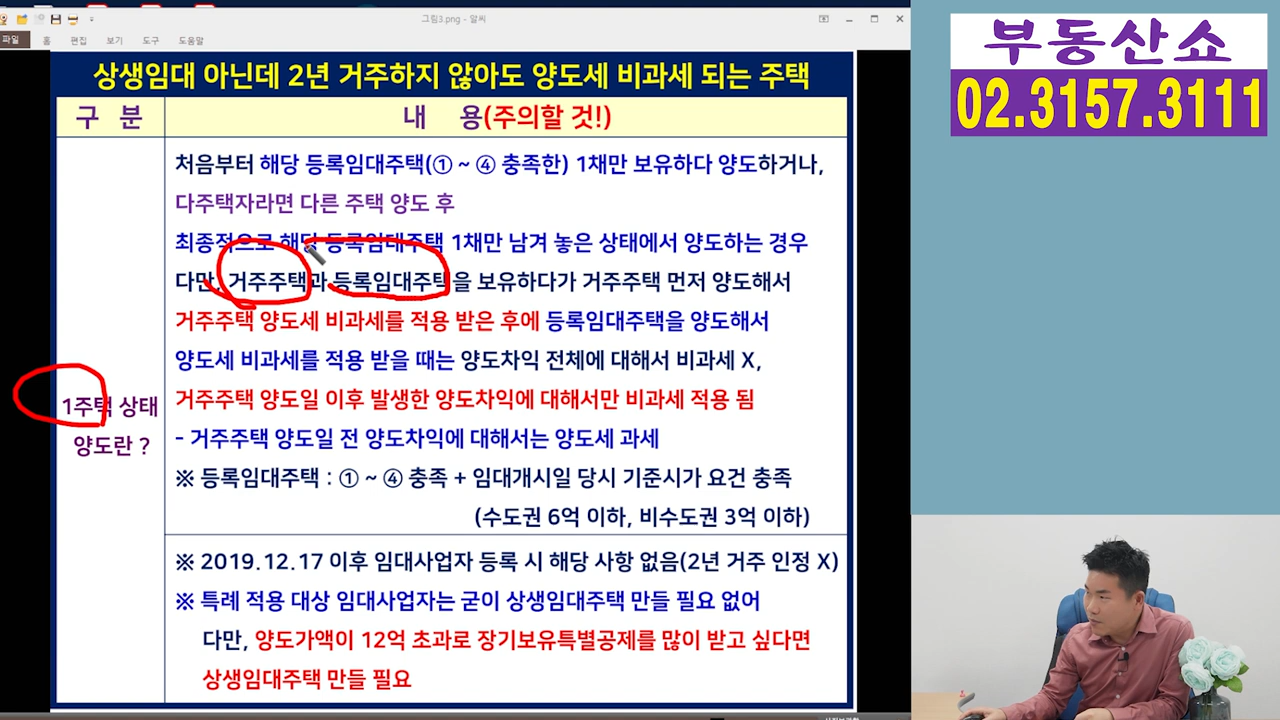 그림3.png - 알씨
파일 홈 편집 보기 도구 도움말
상생임대 아닌데 2년 거주하지 않아도 양도세 비과세 되는 주택
구 분
내 용(주의할 것!)
처음부터 해당 등록임대주택(① ~ ④ 충족한) 1채만 보유하다 양도하거나,
다주택자라면 다른 주택 양도 후
최종적으로 해당 등록임대주택 1채만 남겨 놓은 상태에서 양도하는 경우
다만, 거주주택과 등록임대주택을 보유하다가 거주주택 먼저 양도해서
거주주택 양도세 비과세를 적용 받은 후에 등록임대주택을 양도해서
양도세 비과세를 적용 받을 때는 양도차익 전체에 대해서 비과세 X,
거주주택 양도일 이후 발생한 양도차익에 대해서만 비과세 적용 됨
1주택 상태
양도란 ?
- 거주주택 양도일 전 양도차익에 대해서는 양도세 과세
※ 등록임대주택 : ① ~ ④ 충족 + 임대개시일 당시 기준시가 요건 충족
(수도권 6억 이하, 비수도권 3억 이하)
※ 2019.12.17 이후 임대사업자 등록 시 해당 사항 없음(2년 거주 인정 X)
※ 특례 적용 대상 임대사업자는 굳이 상생임대주택 만들 필요 없어
다만, 양도가액이 12억 초과로 장기보유특별공제를 많이 받고 싶다면
상생임대주택 만들 필요
부동산쇼
02.3157.3111